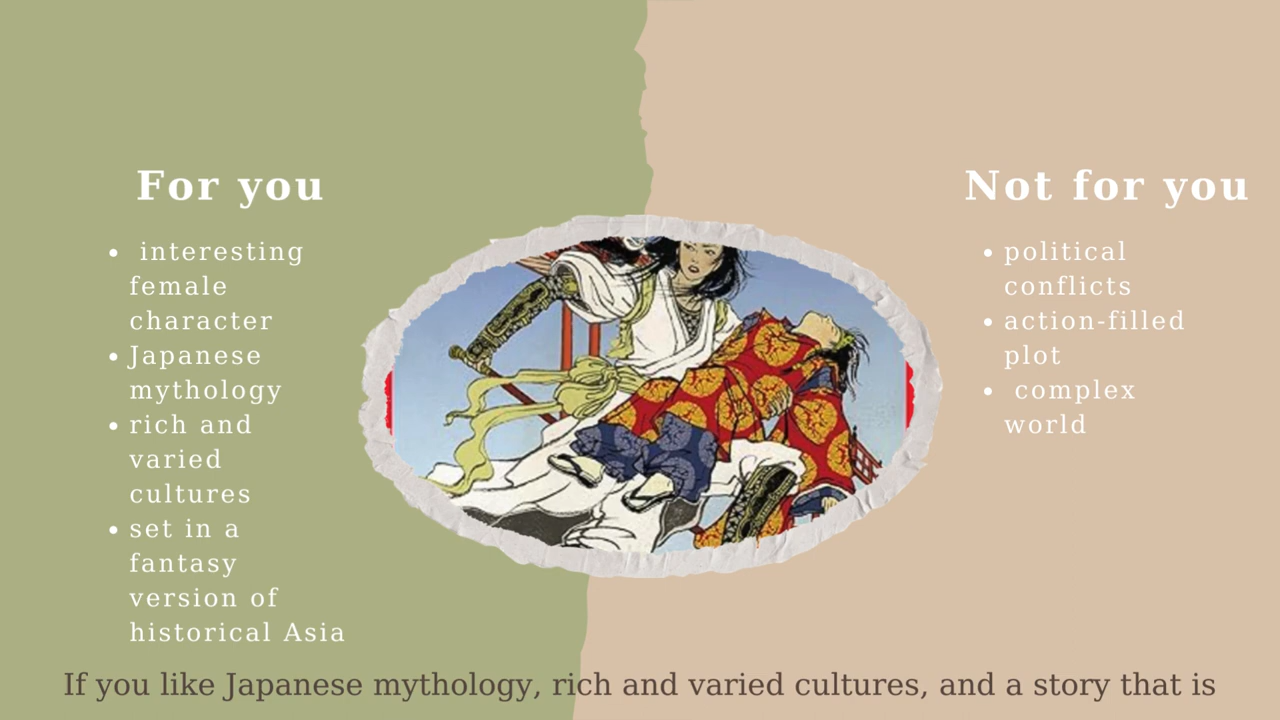 For you
• interesting
female
character
• Japanese
mythology
• rich and
varied
cultures
• set in a
fantasy
version of
historical Asia
Not for you
• political
conflicts
• action-filled
plot
• complex
world
If you like Japanese mythology, rich and varied cultures, and a story that is